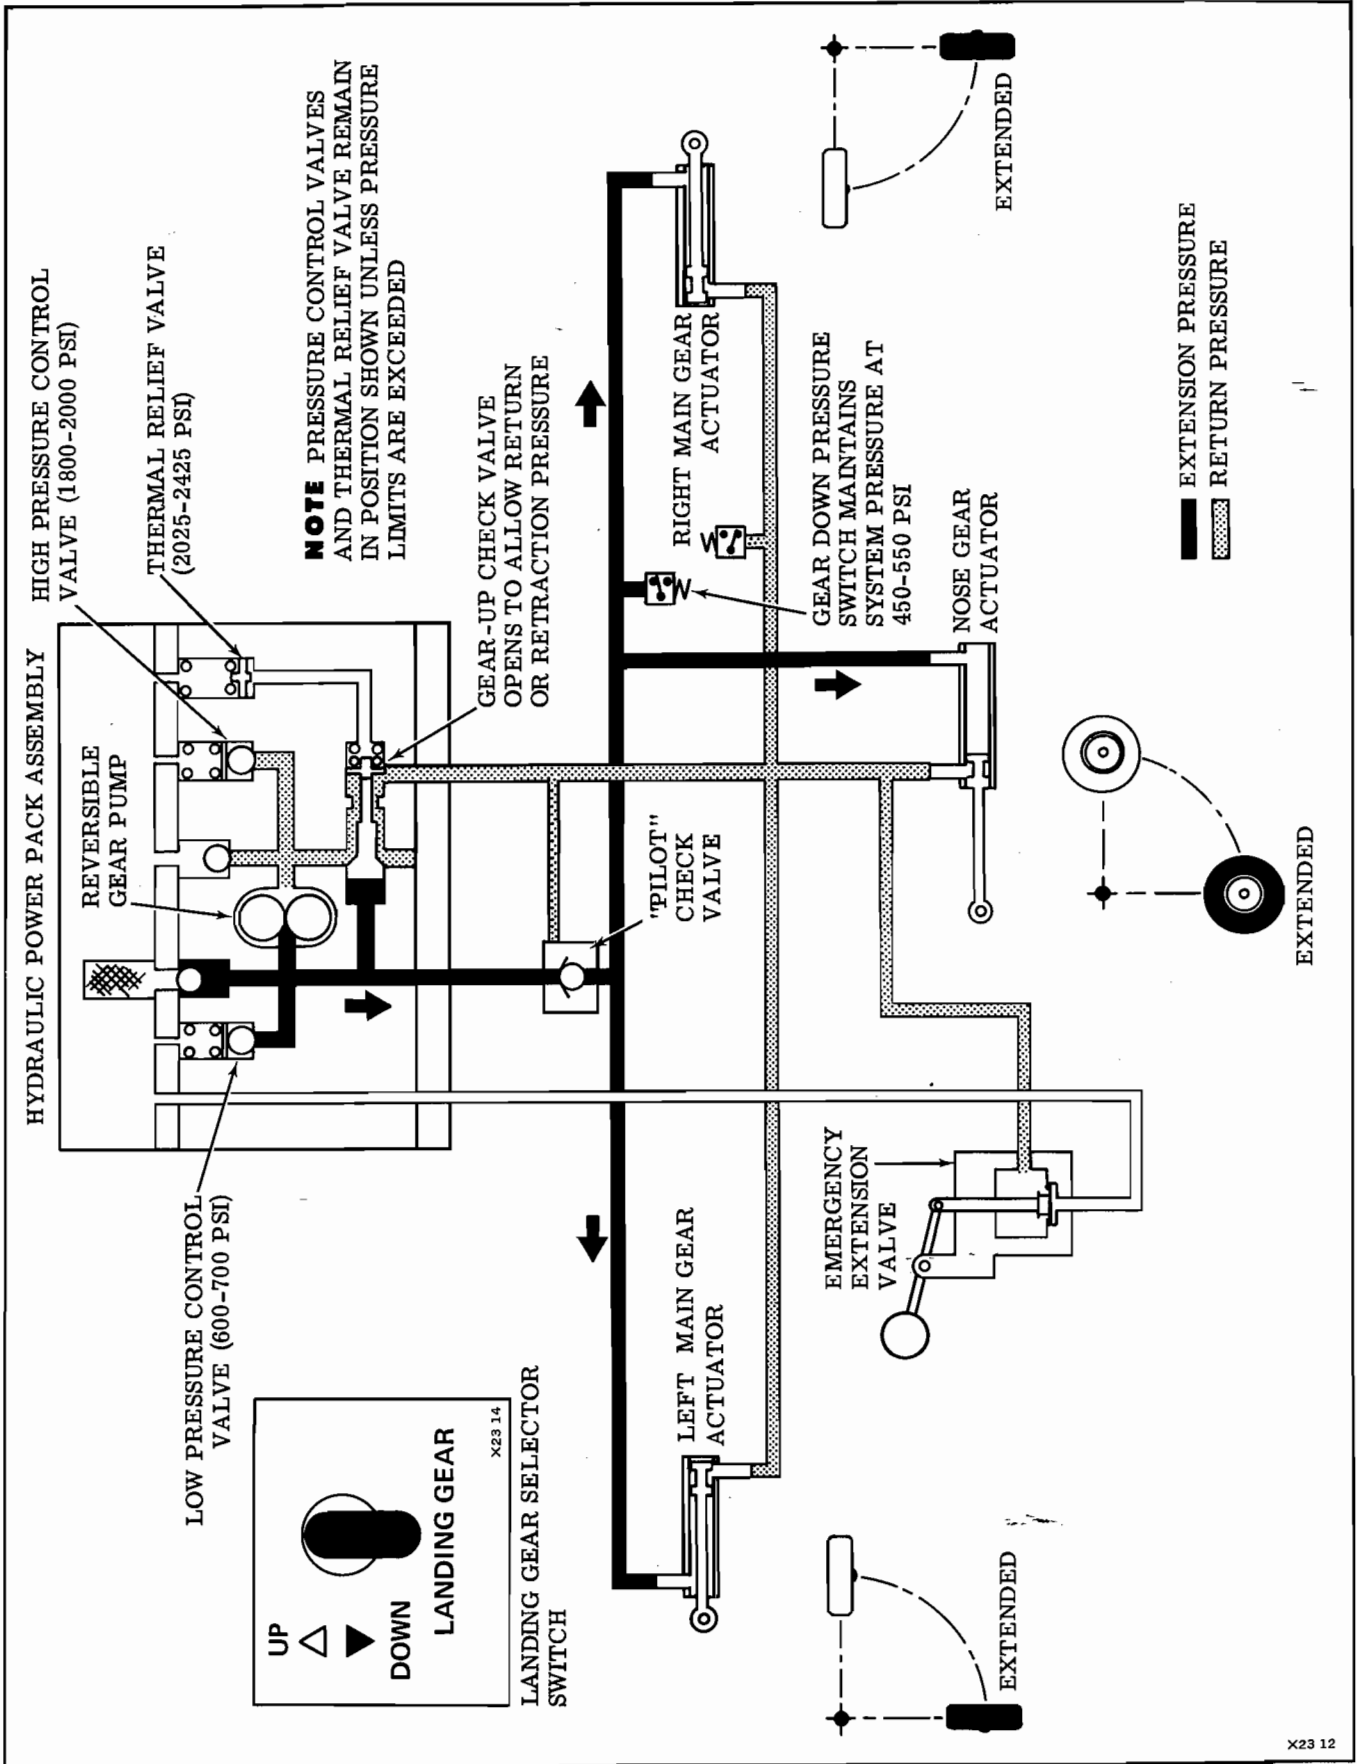 HYDRAULIC POWER PACK ASSEMBLY
HIGH PRESSURE CONTROL
VALVE (1800-2000 PSI)
REVERSIBLE
GEAR PUMP
THERMAL RELIEF VALVE
(2025-2425 PSI)
LOW PRESSURE CONTROL
VALVE (600-700 PSI)
NOTE PRESSURE CONTROL VALVES
AND THERMAL RELIEF VALVE REMAIN
IN POSITION SHOWN UNLESS PRESSURE
LIMITS ARE EXCEEDED
UP
DOWN
LANDING GEAR
X23 14
LANDING GEAR SELECTOR
SWITCH
GEAR-UP CHECK VALVE
OPENS TO ALLOW RETURN
OR RETRACTION PRESSURE
"PILOT"
CHECK
VALVE
LEFT MAIN GEAR
ACTUATOR
RIGHT MAIN GEAR
ACTUATOR
GEAR DOWN PRESSURE
SWITCH MAINTAINS
SYSTEM PRESSURE AT
450-550 PSI
EMERGENCY
EXTENSION
VALVE
NOSE GEAR
ACTUATOR
EXTENDED
EXTENDED
EXTENDED
EXTENSION PRESSURE
RETURN PRESSURE
X23 12